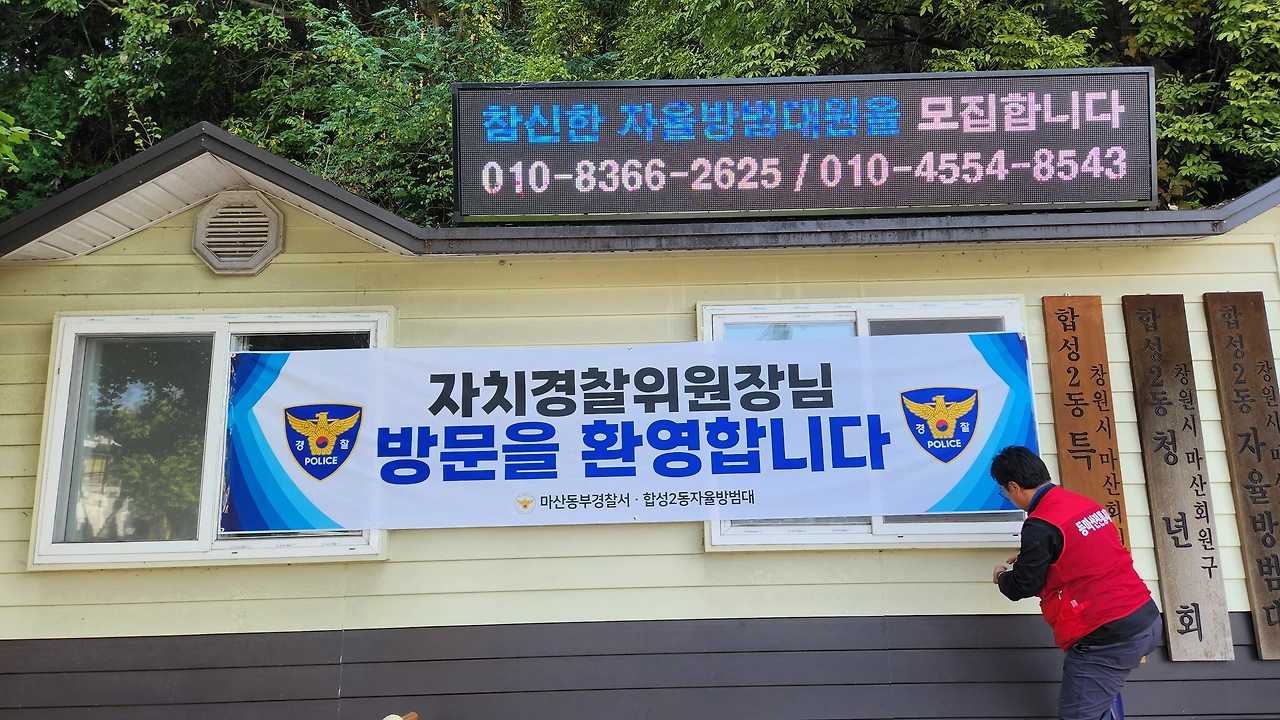 참신한 자율방범대원을 모집합니다
010-8366-2625 / 010-4554-8543
자치경찰위원장님
방문을 환영합니다
마산동부경찰서 · 합성2동자율방범대
경 찰
POLICE
경 찰
POLICE
창원시 마산회원
합성2동 특
창원시 마산회원구
합성2동 청년회
창원시 마산
합성2동 자율방범대